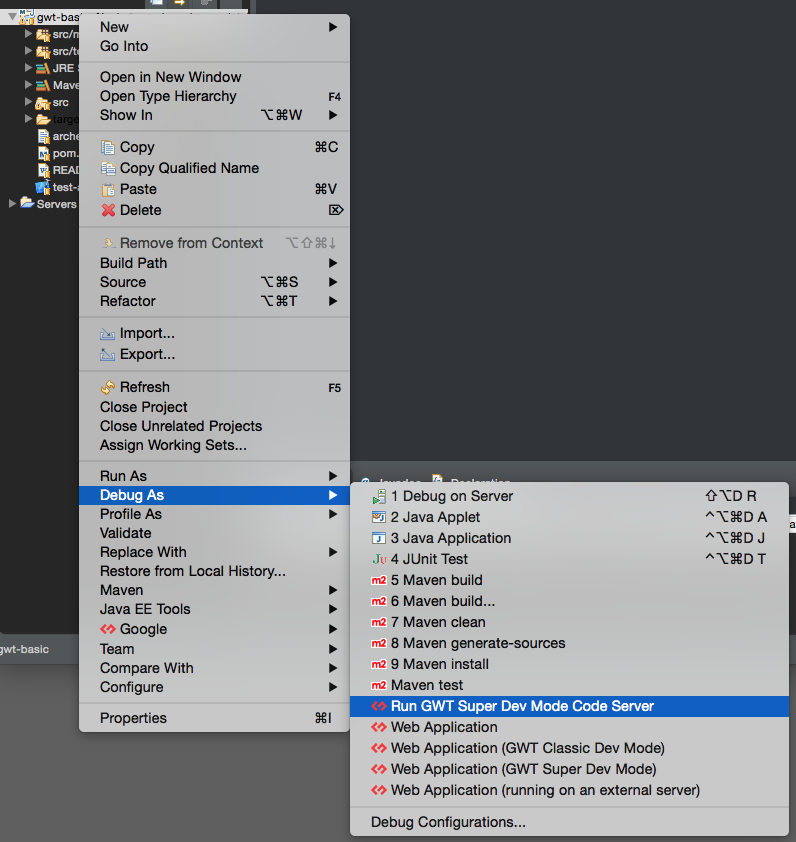 gwt-basic
New
src/m
Go Into
src/te
JRE S
Open in New Window
Maven
Open Type Hierarchy F4
src
Show In ⌥⌘W
targe
arche
Copy ⌘C
pom.
Copy Qualified Name
READ
Paste ⌘V
test-a
Servers
Delete ⌦
Remove from Context ⌥⇧⌘↓
Build Path
Source ⌥⌘S
Refactor ⌥⌘T
Import...
Export...
Refresh F5
Close Project
Close Unrelated Projects
Assign Working Sets...
Run As
Debug As
Profile As
Validate
Replace With
Restore from Local History...
Maven
Java EE Tools
Google
Team
Compare With
Configure
Properties ⌘I
gwt-basic
Javadoc Declaration
1 Debug on Server ⇧⌥D R
2 Java Applet ^⌥⌘D A
3 Java Application ^⌥⌘D J
Ju 4 JUnit Test ^⌥⌘D T
m2 5 Maven build
m2 6 Maven build...
m2 7 Maven clean
m2 8 Maven generate-sources
m2 9 Maven install
m2 Maven test
Run GWT Super Dev Mode Code Server
Web Application
Web Application (GWT Classic Dev Mode)
Web Application (GWT Super Dev Mode)
Web Application (running on an external server)
Debug Configurations...